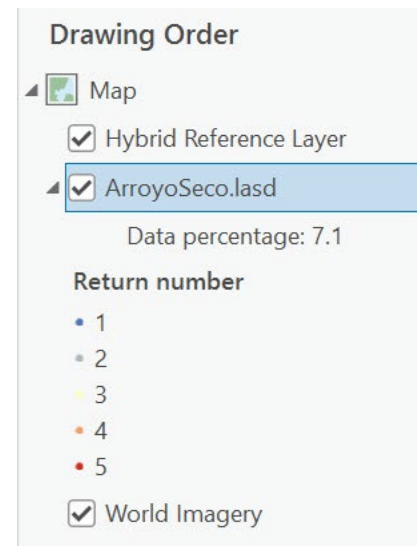 Drawing Order
Map
Hybrid Reference Layer
ArroyoSeco.lasd
Data percentage: 7.1
Return number
1
2
3
4
5
World Imagery